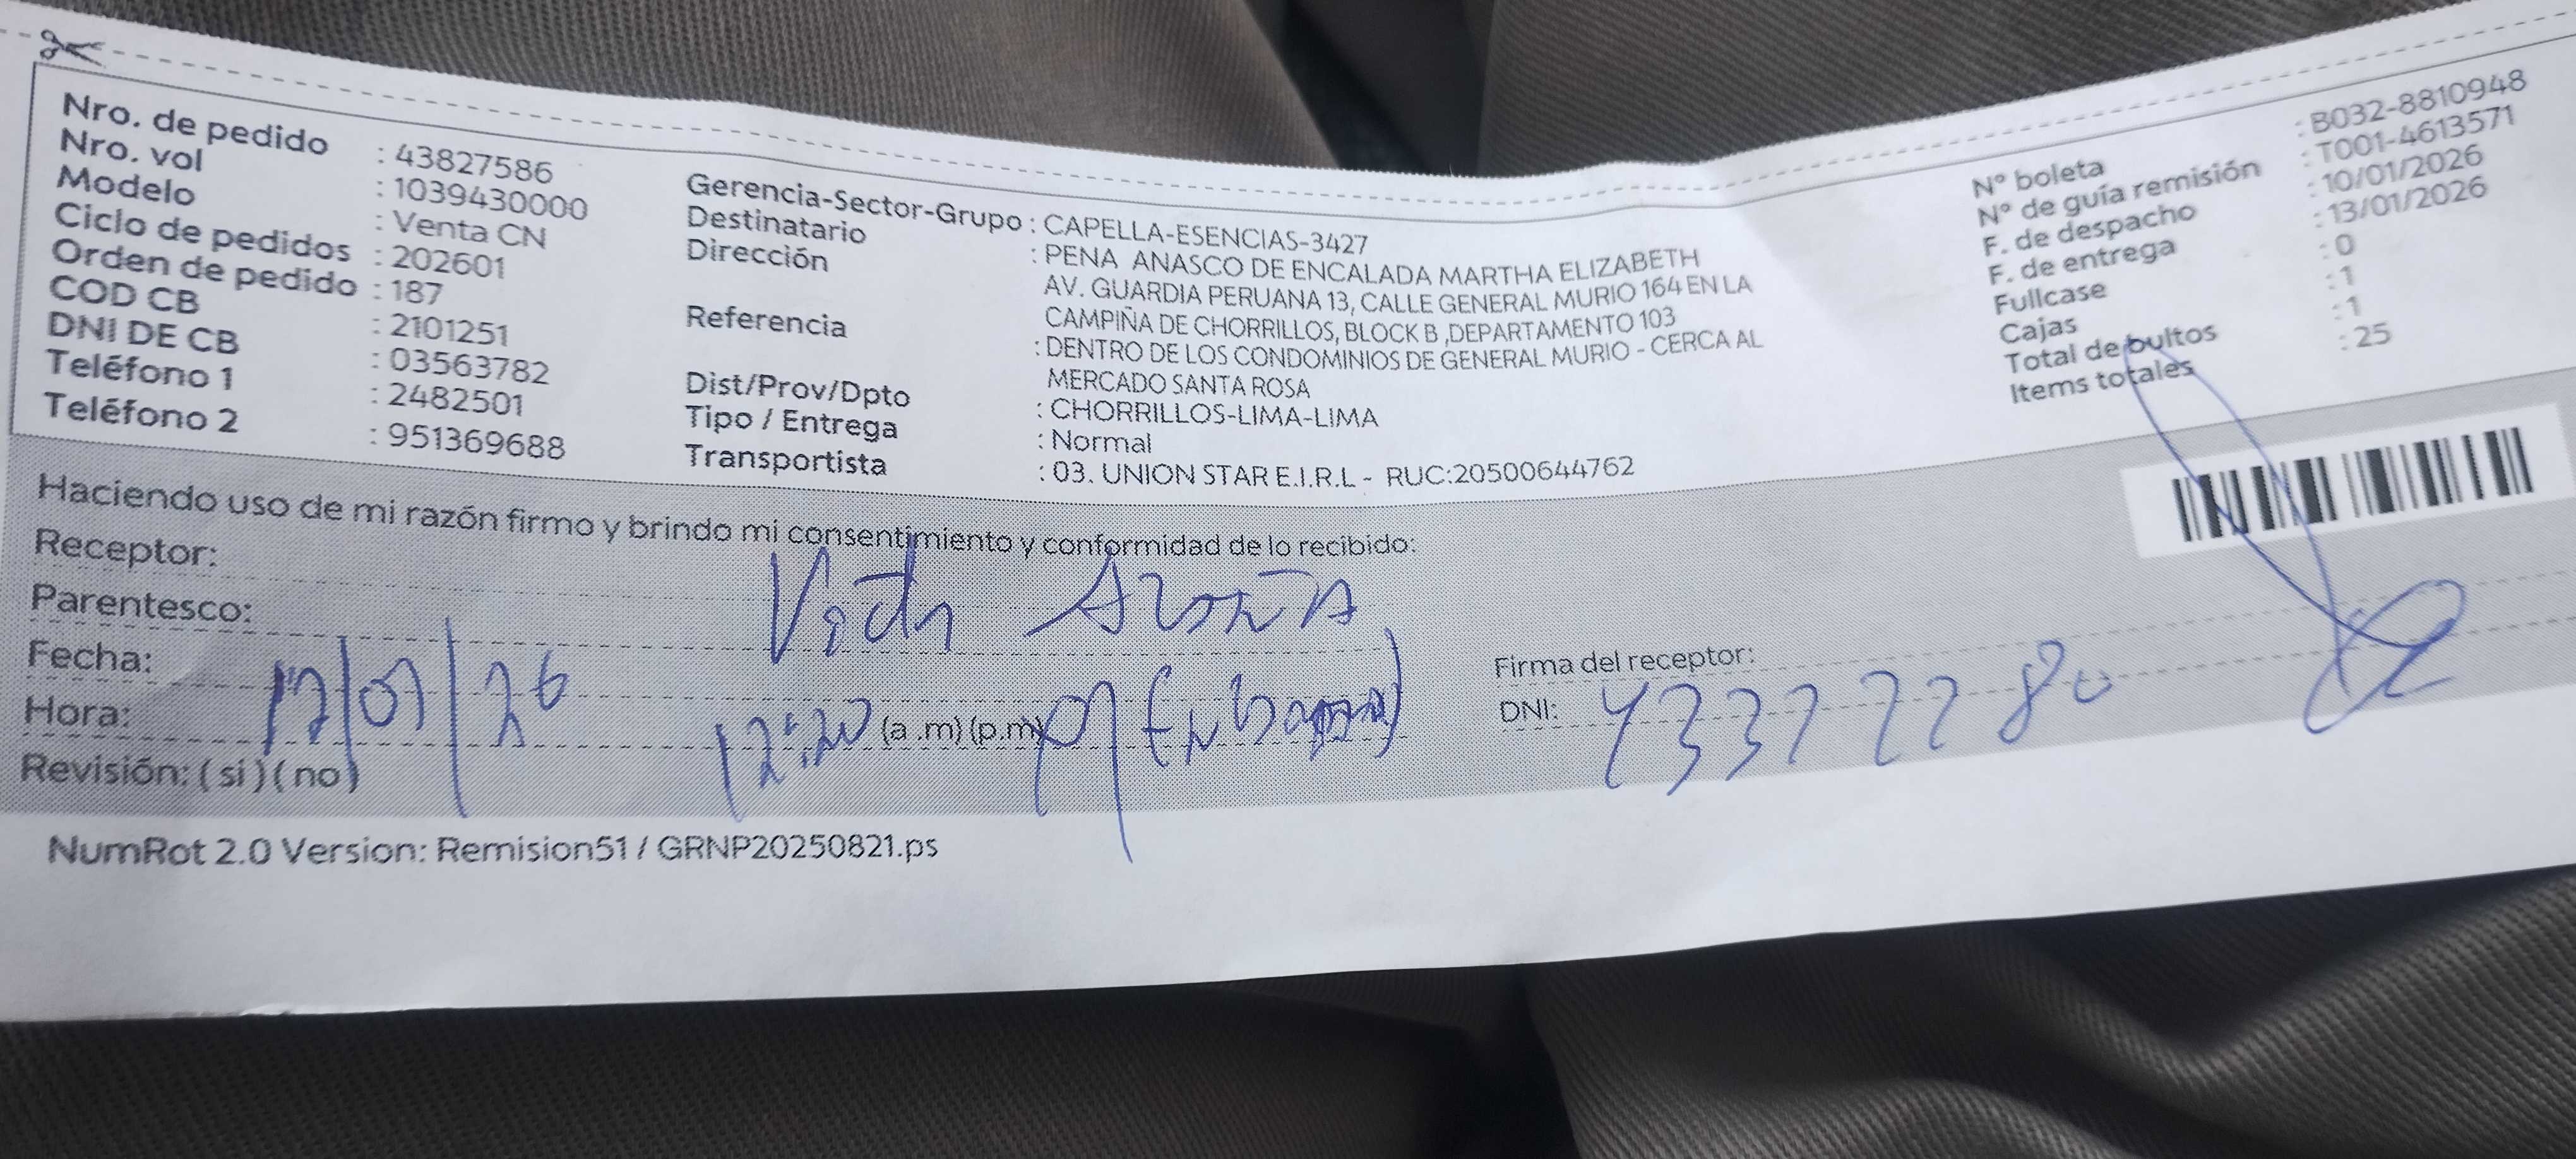 Nro. de pedido : 43827586
Nro. vol : 1039430000
Modelo : Venta CN
Ciclo de pedidos : 202601
Orden de pedido : 187
COD CB : 2101251
DNI DE CB : 03563782
Teléfono 1 : 2482501
Teléfono 2 : 951369688
Gerencia-Sector-Grupo : CAPELLA-ESENCIAS-3427
Destinatario : PENA ANASCO DE ENCALADA MARTHA ELIZABETH
Dirección AV. GUARDIA PERUANA 13, CALLE GENERAL MURIO 164 EN LA
CAMPIÑA DE CHORRILLOS, BLOCK B ,DEPARTAMENTO 103
Referencia : DENTRO DE LOS CONDOMINIOS DE GENERAL MURIO - CERCA AL
MERCADO SANTA ROSA
Dist/Prov/Dpto : CHORRILLOS-LIMA-LIMA
Tipo / Entrega : Normal
Transportista : 03. UNION STAR E.I.R.L - RUC:20500644762
N° boleta : B032-8810948
N° de guía remisión : T001-4613571
F. de despacho : 10/01/2026
F. de entrega : 13/01/2026
Fullcase : 0
Cajas : 1
Total de bultos : 1
Items totales : 25
Haciendo uso de mi razón firmo y brindo mi consentimiento y conformidad de lo recibido:
Receptor:
Parentesco:
Fecha: /26
Hora: 12:20 (a .m) (p.m)
Revisión: ( si ) ( no )
Firma del receptor:
DNI:
NumRot 2.0 Version: Remision51 / GRNP20250821.ps